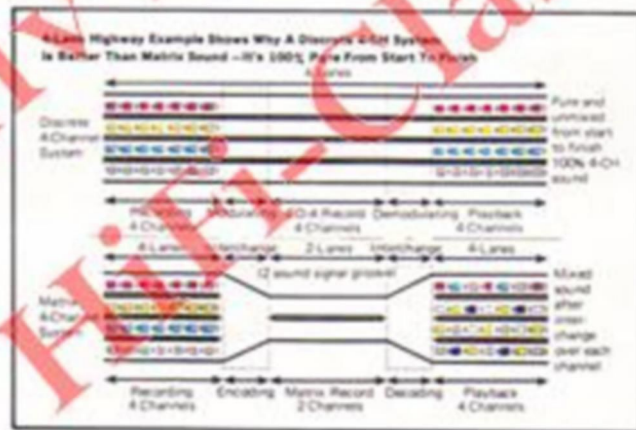 4-Lane Highway Example Shows Why A Discrete 4-CH System
Is Better Than Matrix Sound —It's 100% Pure From Start To Finish
4-Lanes
Discrete
4-Channel
System
Pure and
unmixed
from start
to finish
100% 4-CH
sound
Recording Modulating CD-4 Record Demodulating Playback
4 Channels 4 Channels 4 Channels
4-Lanes Interchange 2-Lanes Interchange 4-Lanes
(2 sound signal groove)
Matrix
4-Channel
System
Mixed
sound
after
inter-
change
over each
channel
Recording Encoding Matrix Record Decoding Playback
4 Channels 2 Channels 4 Channels
HiFi-Cla